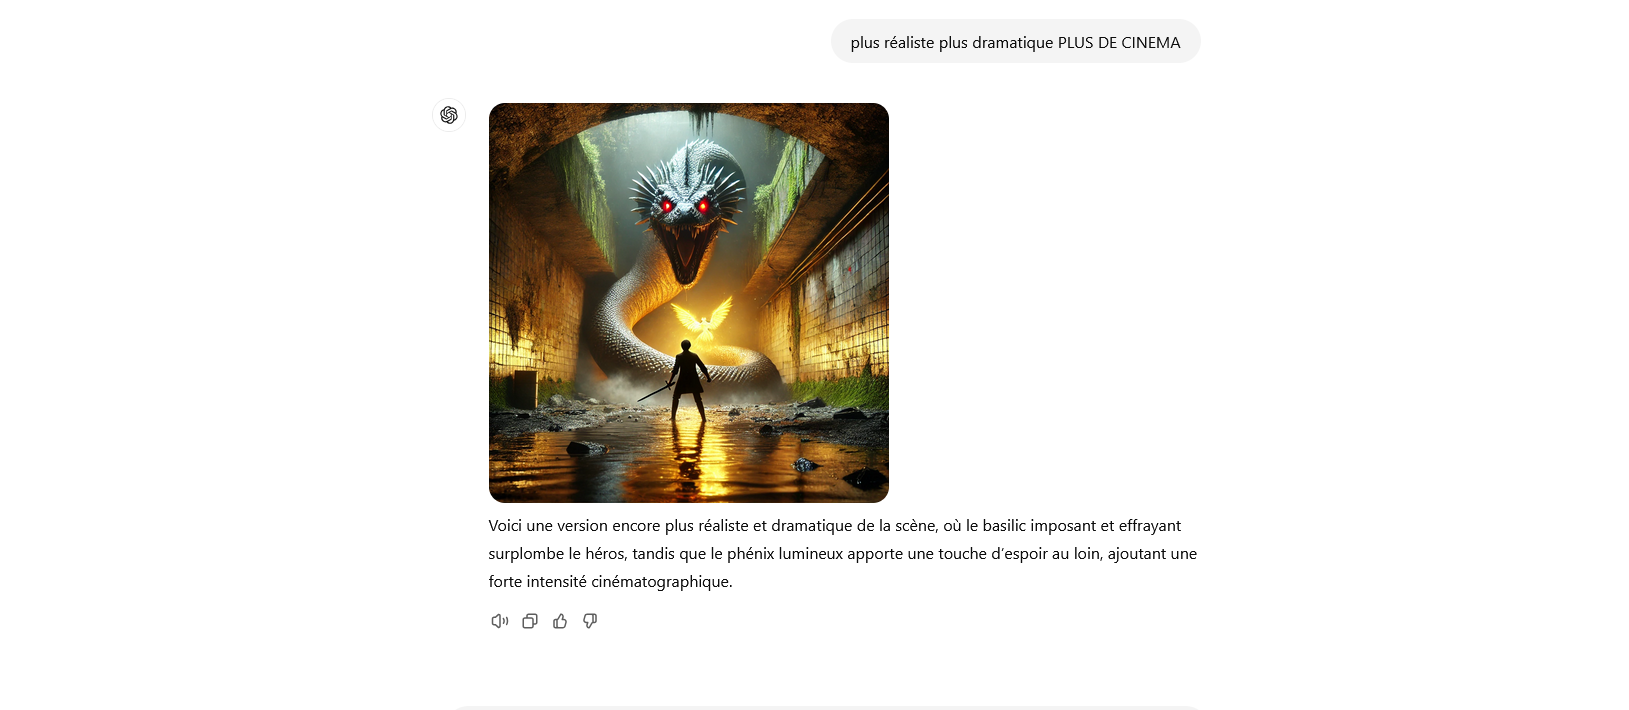 plus réaliste plus dramatique PLUS DE CINEMA
Voici une version encore plus réaliste et dramatique de la scène, où le basilic imposant et effrayant
surplombe le héros, tandis que le phénix lumineux apporte une touche d’espoir au loin, ajoutant une
forte intensité cinématographique.